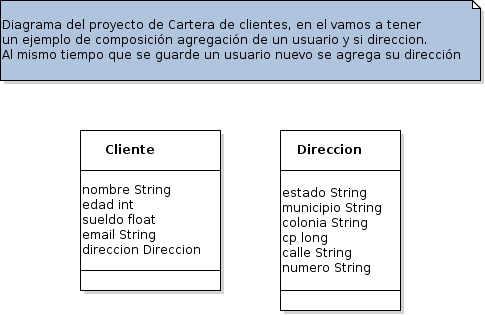 Diagrama del proyecto de Cartera de clientes, en el vamos a tener
un ejemplo de composición agregación de un usuario y si direccion.
Al mismo tiempo que se guarde un usuario nuevo se agrega su dirección
Cliente
nombre String
edad int
sueldo float
email String
direccion Direccion
Direccion
estado String
municipio String
colonia String
cp long
calle String
numero String